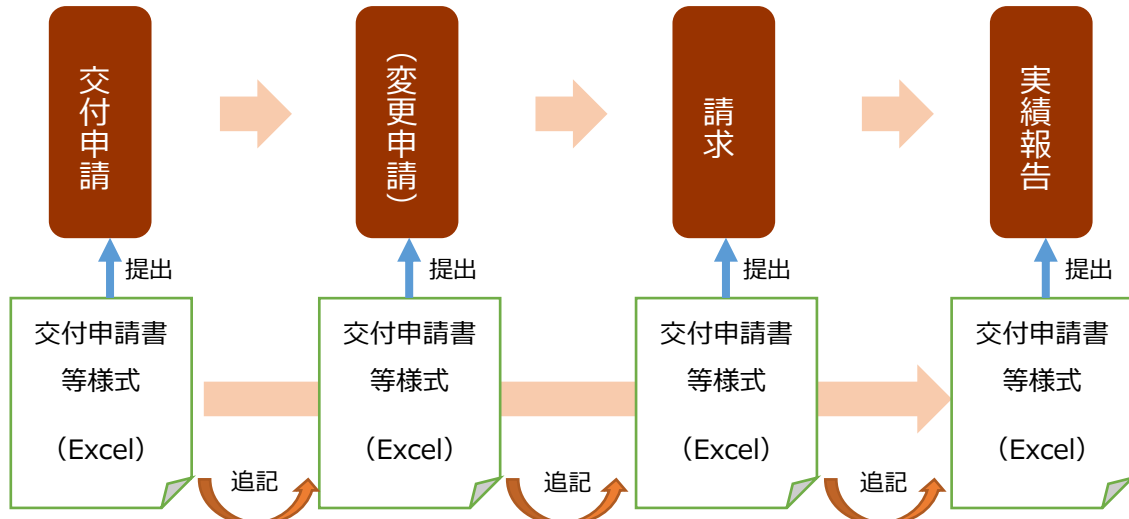 交付申請
（変更申請）
請求
実績報告
提出
提出
提出
提出
交付申請書
等様式
（Excel）
交付申請書
等様式
（Excel）
交付申請書
等様式
（Excel）
交付申請書
等様式
（Excel）
追記
追記
追記